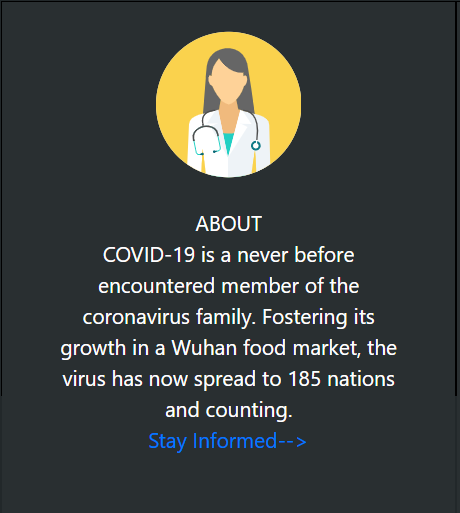 ABOUT
COVID-19 is a never before
encountered member of the
coronavirus family. Fostering its
growth in a Wuhan food market, the
virus has now spread to 185 nations
and counting.
Stay Informed-->